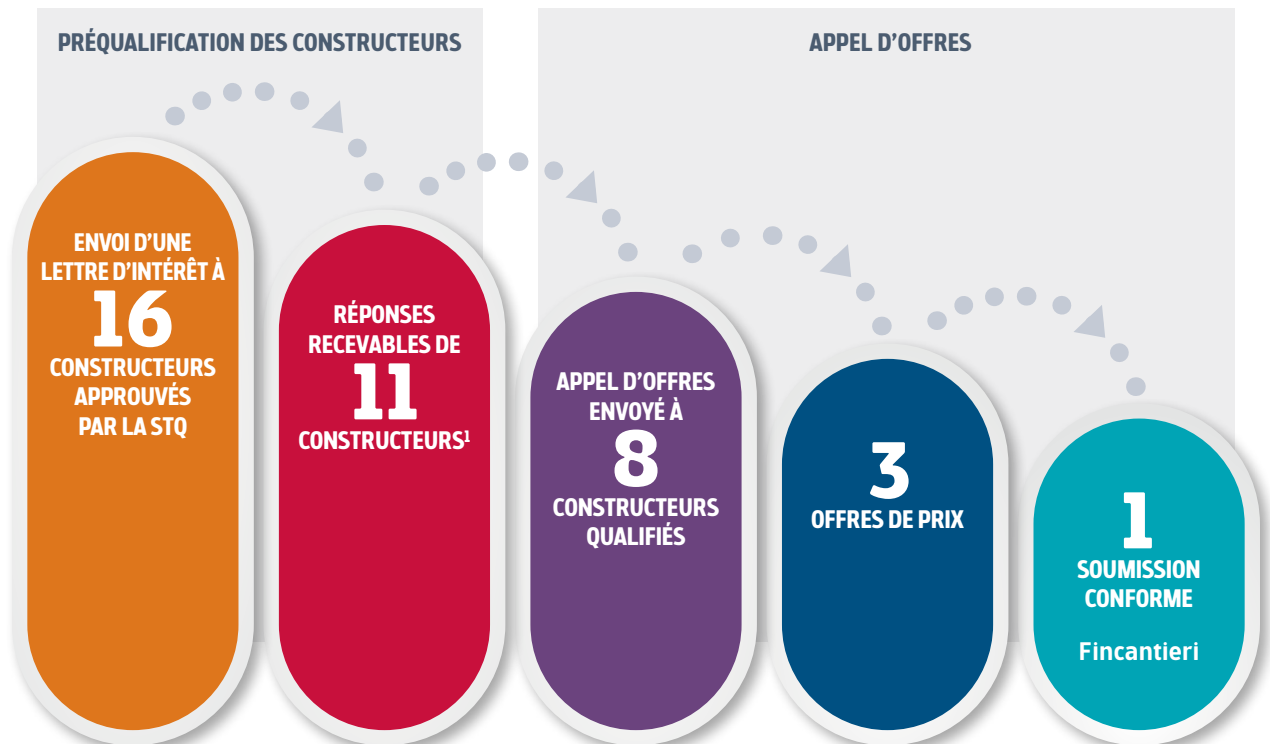 PRÉQUALIFICATION DES CONSTRUCTEURS
APPEL D'OFFRES
ENVOI D'UNE
LETTRE D'INTÉRÊT À
16
CONSTRUCTEURS
APPROUVÉS
PAR LA STQ
RÉPONSES
RECEVABLES DE
11
CONSTRUCTEURS¹
APPEL D'OFFRES
ENVOYÉ À
8
CONSTRUCTEURS
QUALIFIÉS
3
OFFRES DE PRIX
1
SOUMISSION
CONFORME
Fincantieri